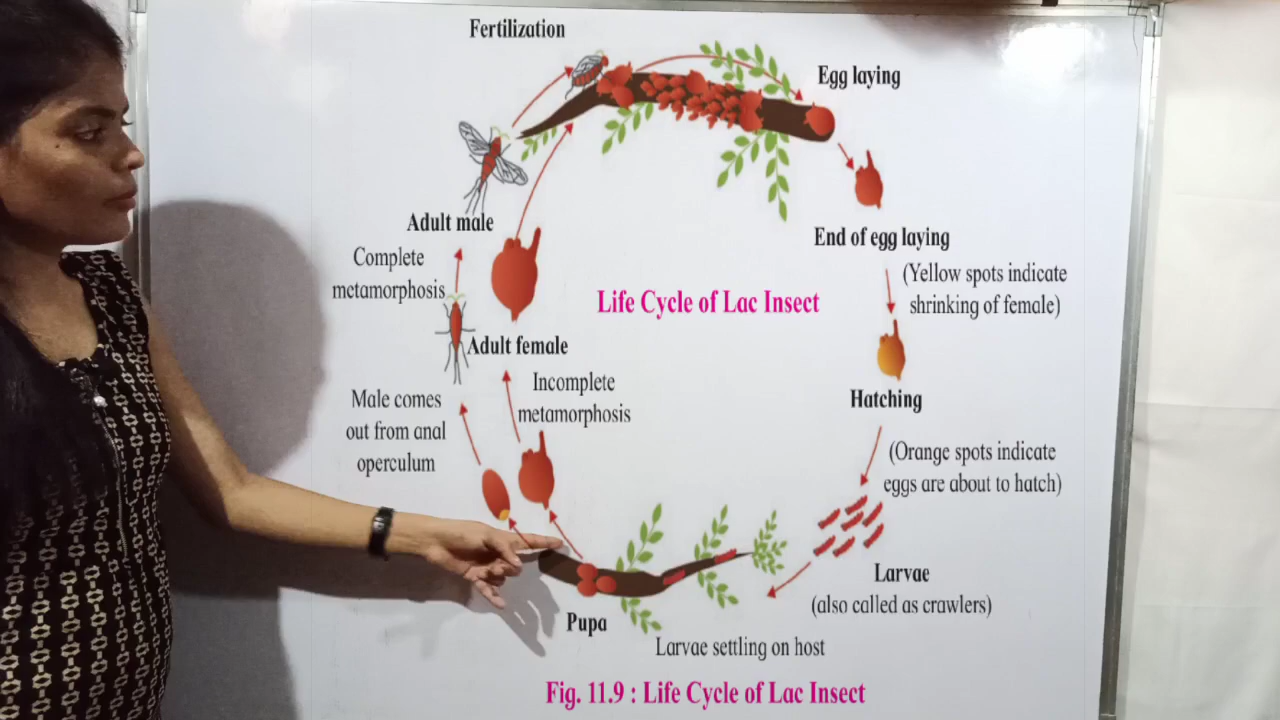 Fertilization
Egg laying
Adult male
End of egg laying
Complete
metamorphosis
(Yellow spots indicate
shrinking of female)
Life Cycle of Lac Insect
Adult female
Incomplete
metamorphosis
Hatching
Male comes
out from anal
operculum
(Orange spots indicate
eggs are about to hatch)
Larvae
(also called as crawlers)
Pupa
Larvae settling on host
Fig. 11.9 : Life Cycle of Lac Insect